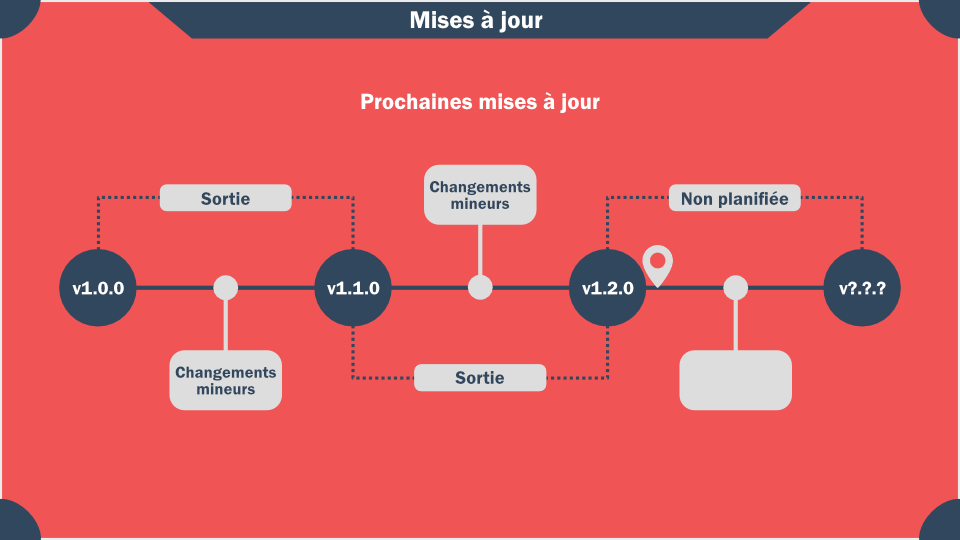 Mises à jour
Prochaines mises à jour
Changements
mineurs
Sortie
Non planifiée
v1.0.0
v1.1.0
v1.2.0
v?.?.?
Changements
mineurs
Sortie